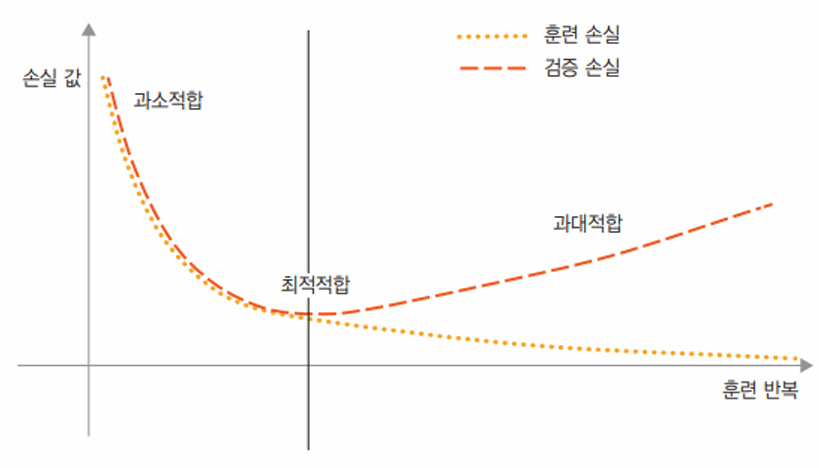 훈련 손실
검증 손실
손실 값
과소적합
과대적합
최적적합
훈련 반복